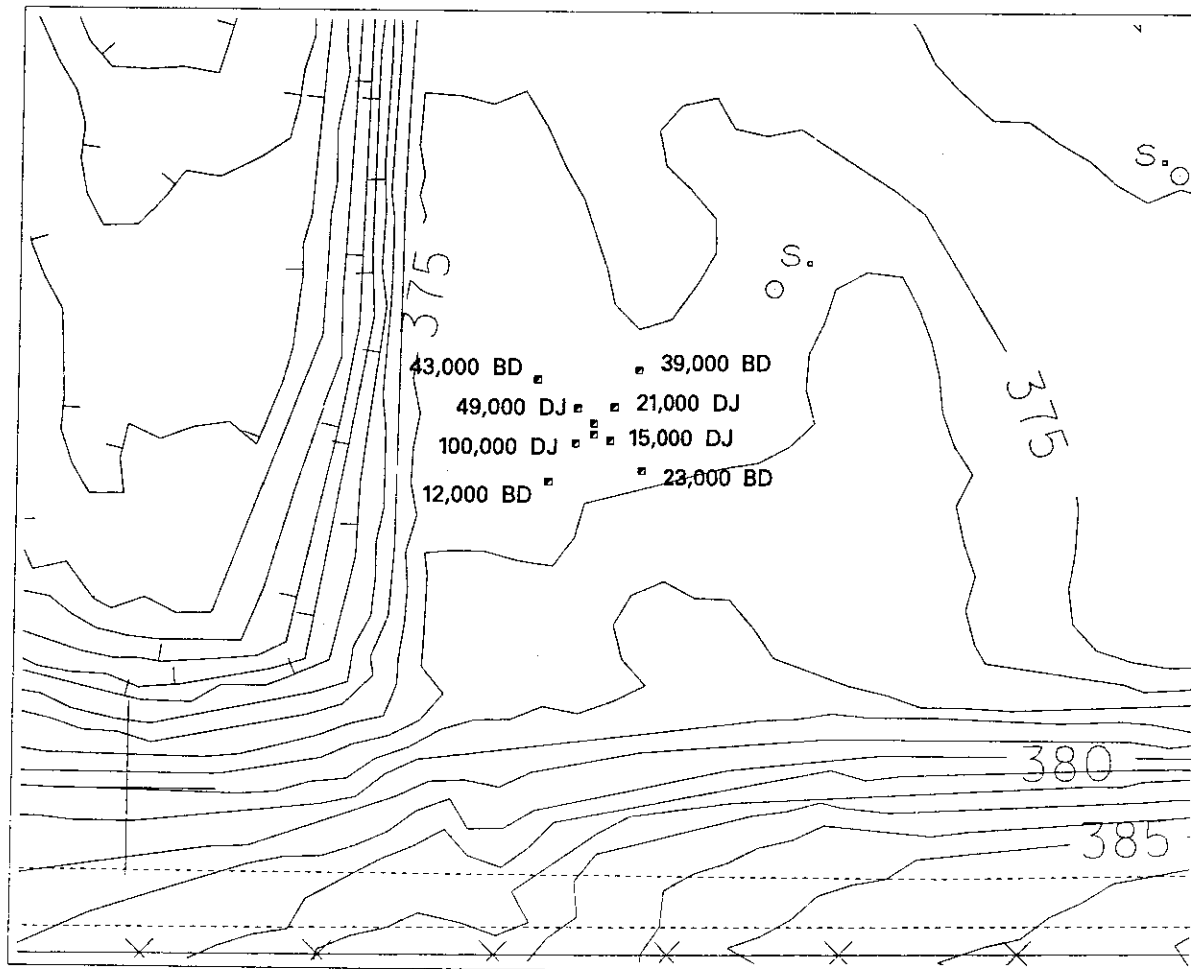 S.
S.
375
43,000 BD
39,000 BD
49,000 DJ
21,000 DJ
375
100,000 DJ
15,000 DJ
12,000 BD
23,000 BD
380
385